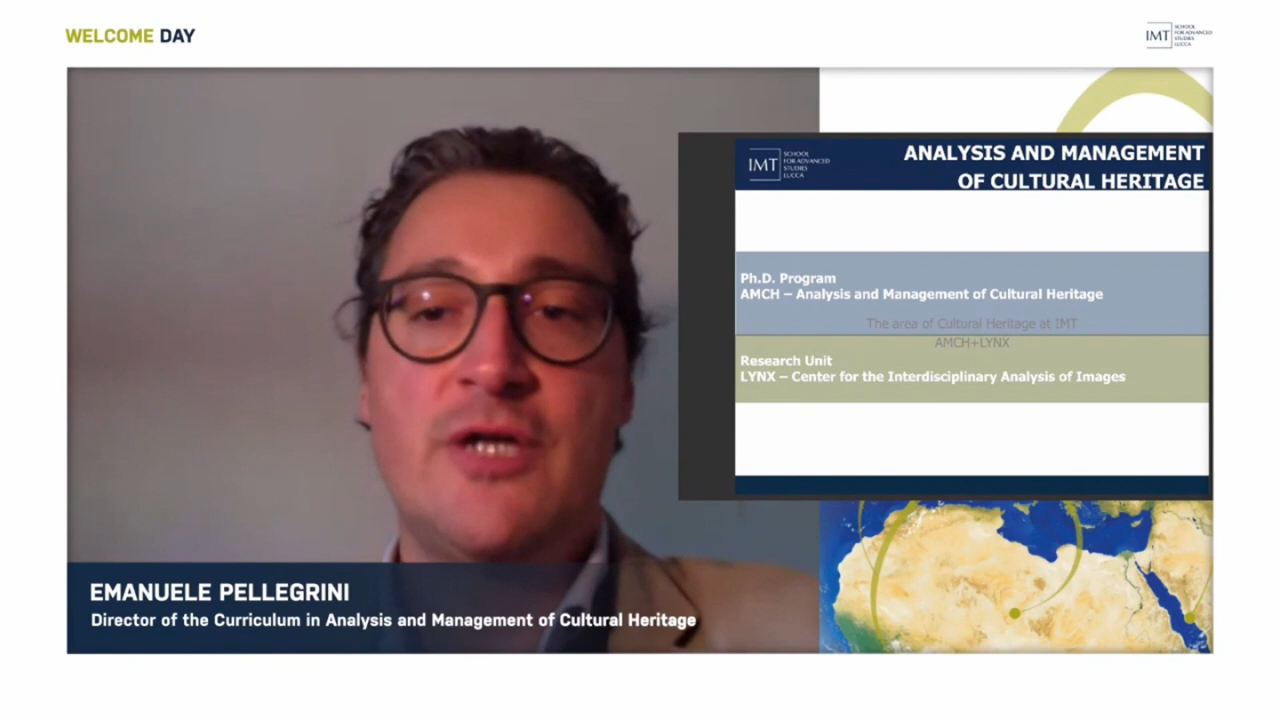 WELCOME DAY
IMT
SCHOOL
FOR ADVANCED
STUDIES
LUCCA
IMT
SCHOOL
FOR ADVANCED
STUDIES
LUCCA
ANALYSIS AND MANAGEMENT
OF CULTURAL HERITAGE
Ph.D. Program
AMCH – Analysis and Management of Cultural Heritage
The area of Cultural Heritage at IMT
AMCH+LYNX
Research Unit
LYNX – Center for the Interdisciplinary Analysis of Images
EMANUELE PELLEGRINI
Director of the Curriculum in Analysis and Management of Cultural Heritage